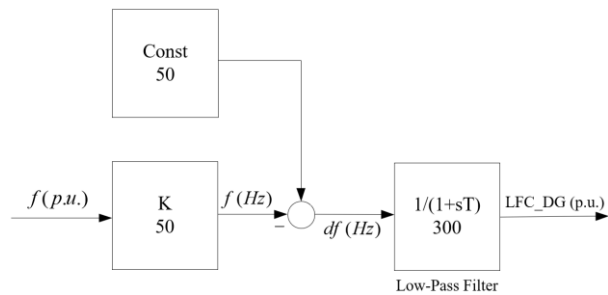 Const
50
f(p.u.)
K
50
f(Hz)
−
df(Hz)
1/(1+sT)
300
LFC_DG (p.u.)
Low-Pass Filter